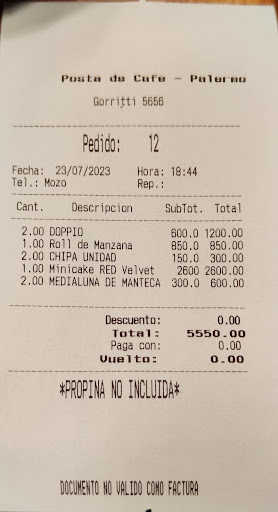 Posta de Cafe - Palermo
Gorriti 5656
Pedido: 12
Fecha: 23/07/2023 Hora: 18:44
Tel.: Mozo Rep.:
Cant. Descripcion SubTot. Total
2.00 DOPPIO 600.0 1200.00
1.00 Roll de Manzana 850.0 850.00
2.00 CHIPA UNIDAD 150.0 300.00
1.00 Minicake RED Velvet 2600 2600.00
2.00 MEDIALUNA DE MANTECA 300.0 600.00
Descuento: 0.00
Total: 5550.00
Paga con: 0.00
Vuelto: 0.00
*PROPINA NO INCLUIDA*
DOCUMENTO NO VALIDO COMO FACTURA